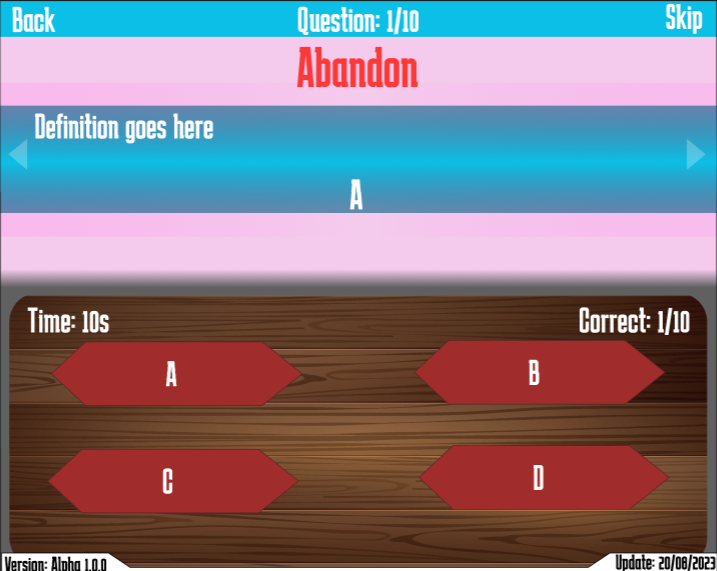 Back Question: 1/10 Skip
Abandon
Definition goes here
A
Time: 10s Correct: 1/10
A B
C D
Version: Alpha 1.0.0 Update: 20/08/2023